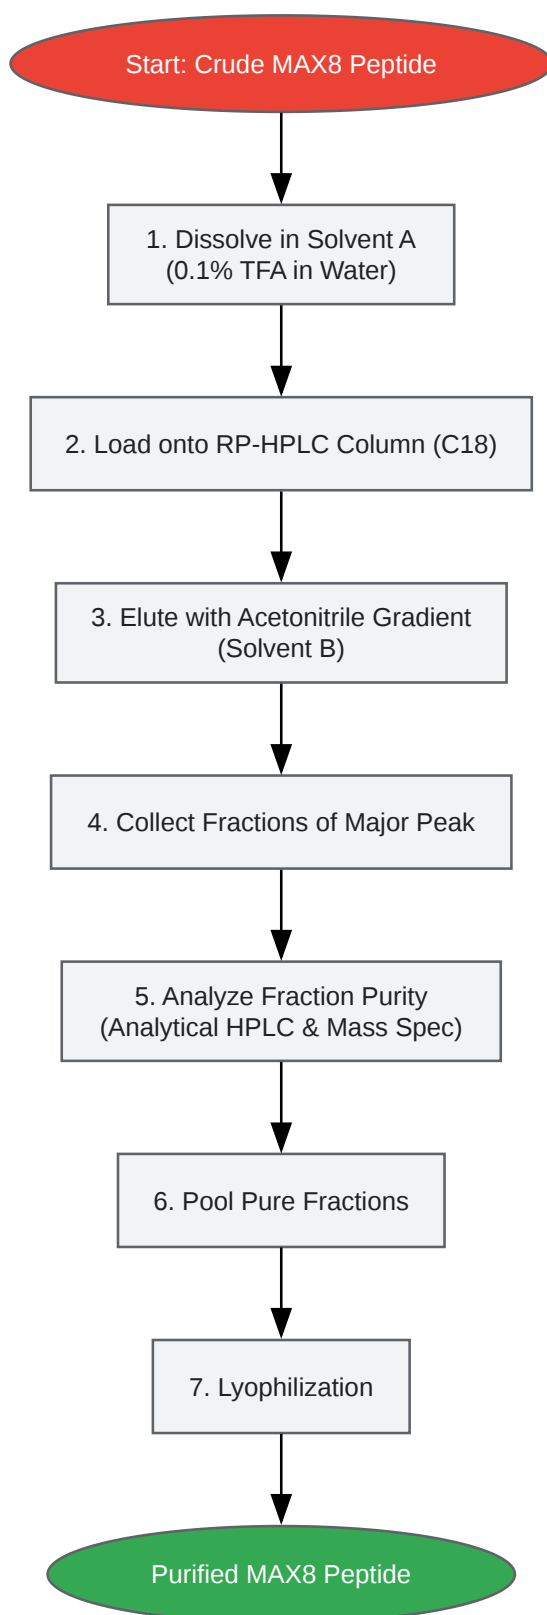 Start: Crude MAX8 Peptide
1. Dissolve in Solvent A
(0.1% TFA in Water)
2. Load onto RP-HPLC Column (C18)
3. Elute with Acetonitrile Gradient
(Solvent B)
4. Collect Fractions of Major Peak
5. Analyze Fraction Purity
(Analytical HPLC & Mass Spec)
6. Pool Pure Fractions
7. Lyophilization
Purified MAX8 Peptide